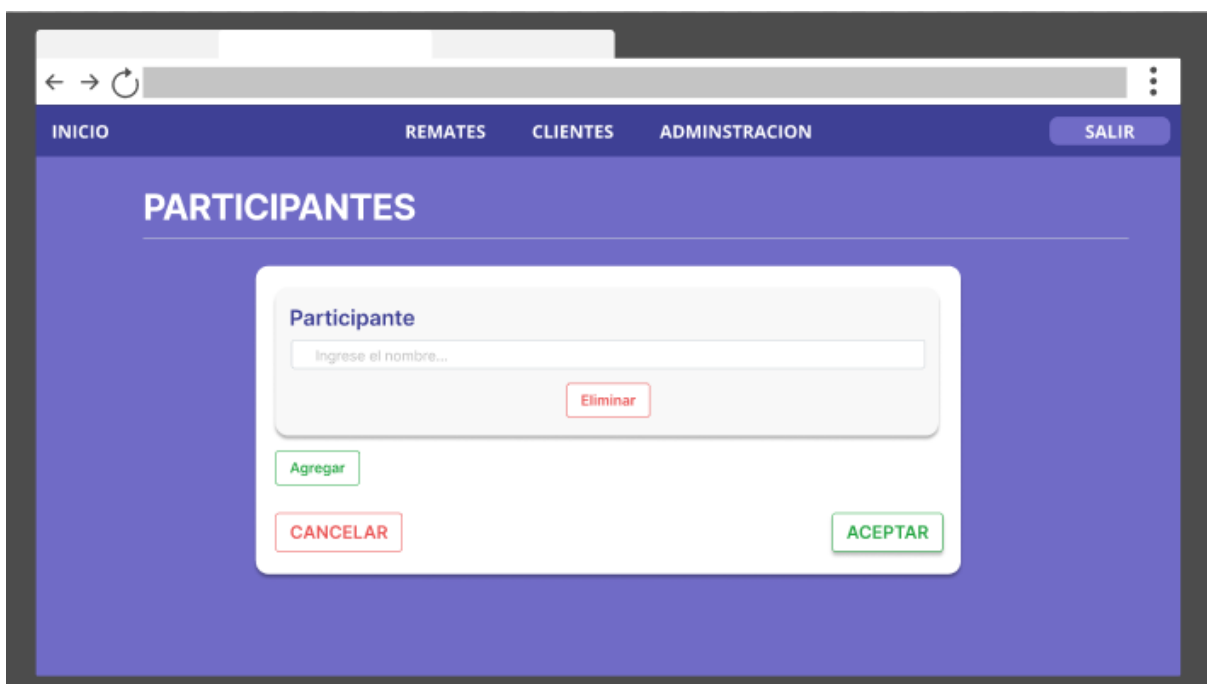 INICIO REMATES CLIENTES ADMINSTRACION SALIR
PARTICIPANTES
Participante
Ingrese el nombre...
Eliminar
Agregar
CANCELAR ACEPTAR